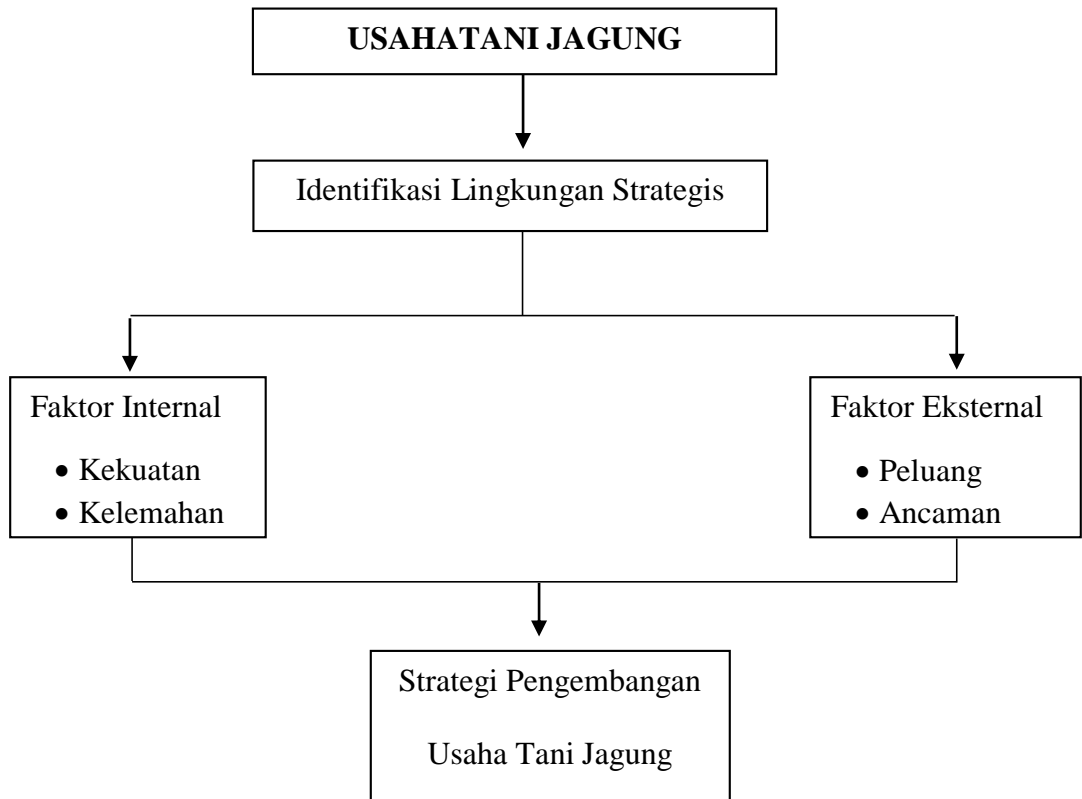 USAHATANI JAGUNG
Identifikasi Lingkungan Strategis
Faktor Internal
• Kekuatan
• Kelemahan
Faktor Eksternal
• Peluang
• Ancaman
Strategi Pengembangan
Usaha Tani Jagung